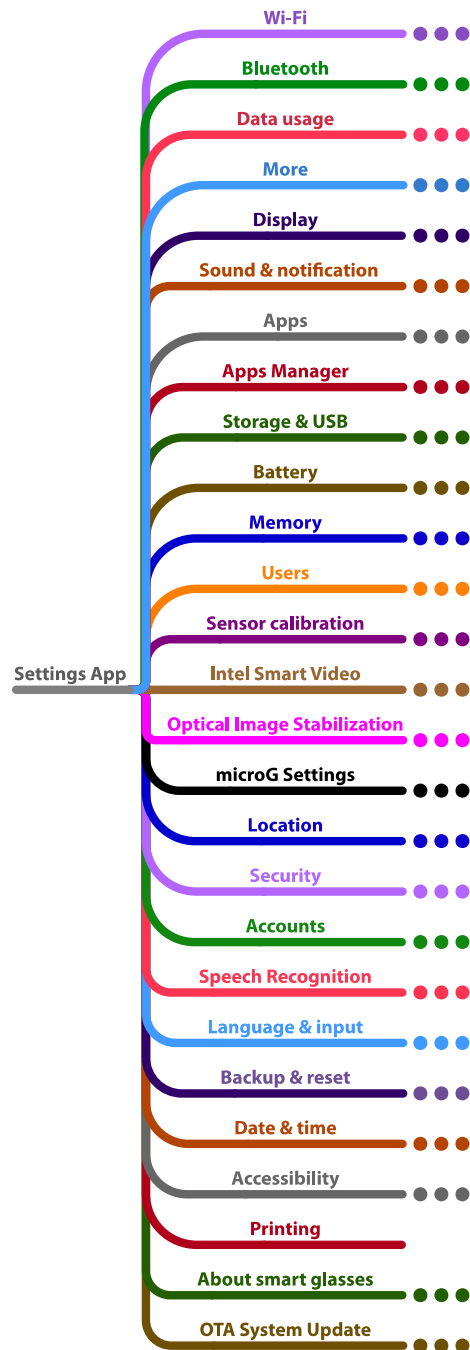 Wi-Fi
Bluetooth
Data usage
More
Display
Sound & notification
Apps
Apps Manager
Storage & USB
Battery
Memory
Users
Sensor calibration
Settings App
Intel Smart Video
Optical Image Stabilization
microG Settings
Location
Security
Accounts
Speech Recognition
Language & input
Backup & reset
Date & time
Accessibility
Printing
About smart glasses
OTA System Update